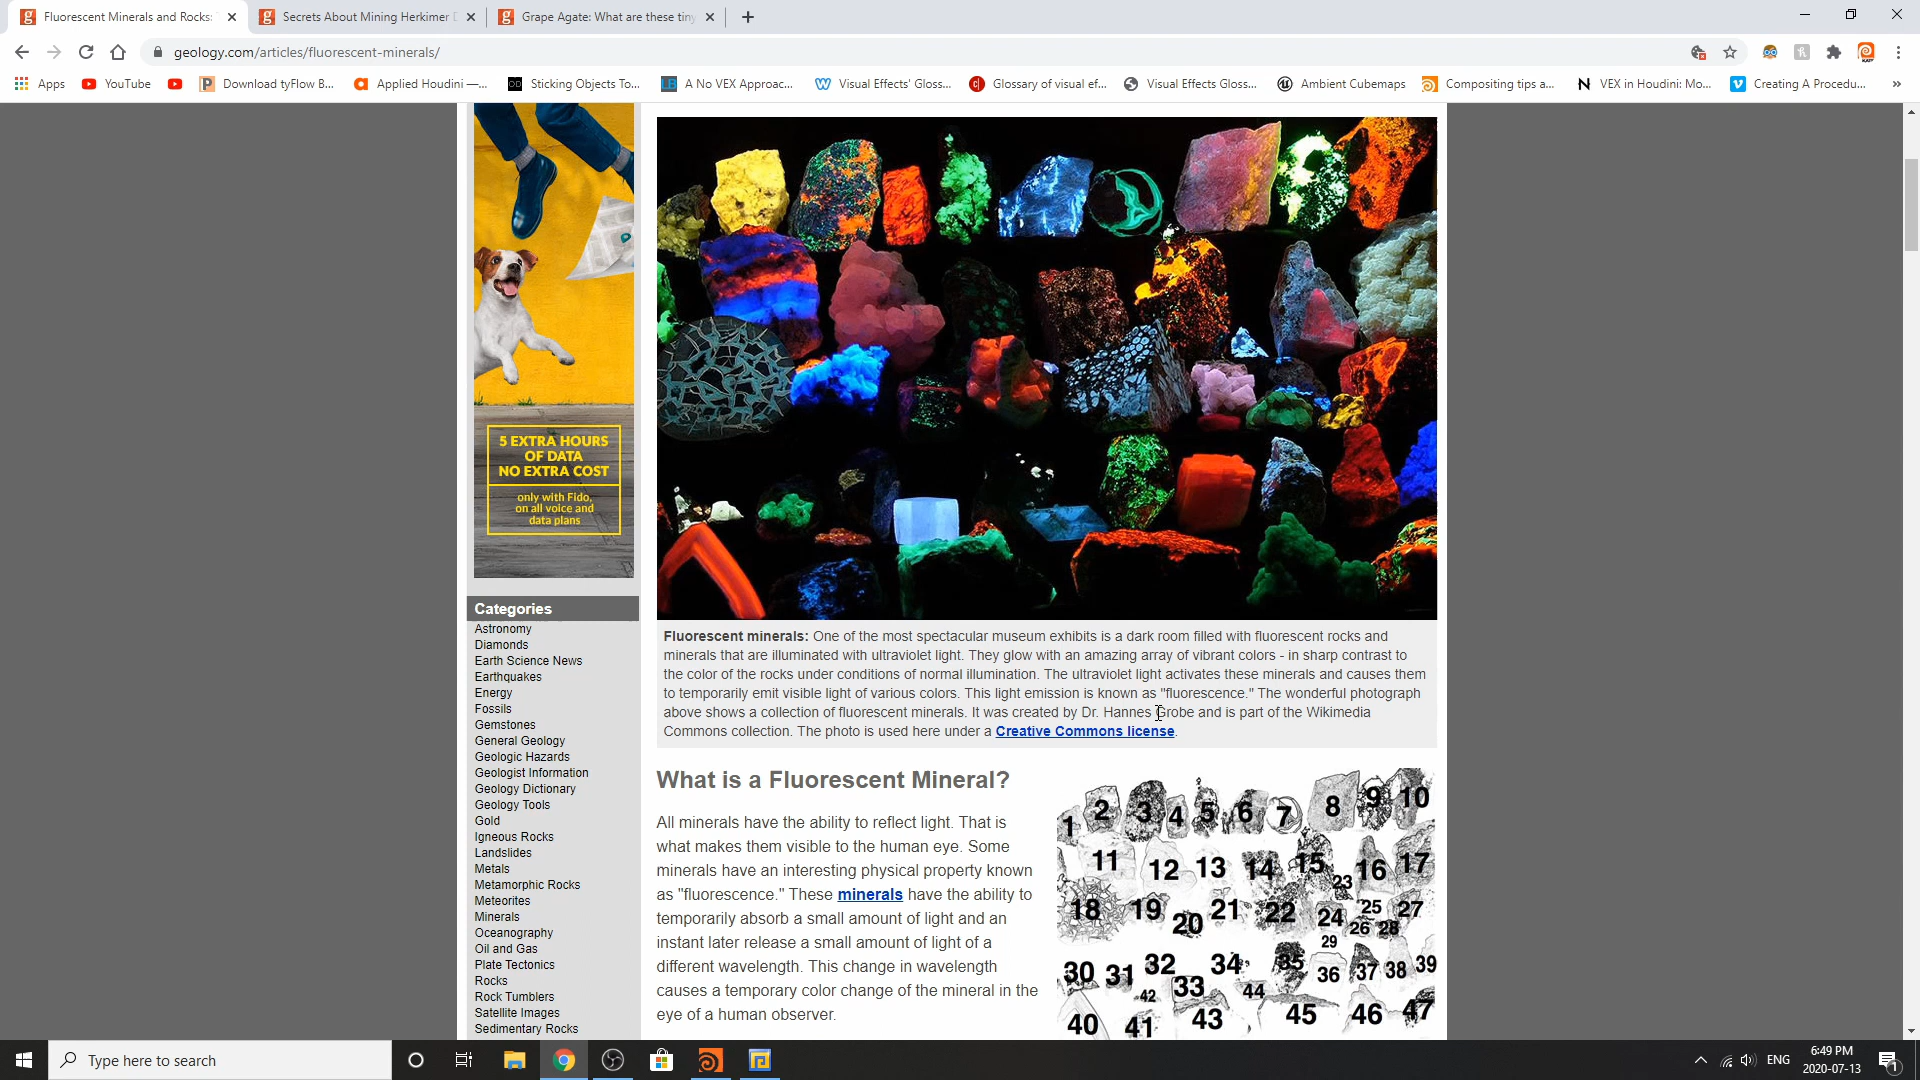 Fluorescent Minerals and Rocks:
Secrets About Mining Herkimer D
Grape Agate: What are these tiny
geology.com/articles/fluorescent-minerals/
Apps
YouTube
Download tyFlow B...
Applied Houdini —...
Sticking Objects To...
A No VEX Approac...
Visual Effects' Gloss...
Glossary of visual ef...
Visual Effects Gloss...
Ambient Cubemaps
Compositing tips a...
VEX in Houdini: Mo...
Creating A Procedu...
»
5 EXTRA HOURS
OF DATA
NO EXTRA COST
only with Fido,
on all voice and
data plans
Categories
Astronomy
Diamonds
Earth Science News
Earthquakes
Energy
Fossils
Gemstones
General Geology
Geologic Hazards
Geologist Information
Geology Dictionary
Geology Tools
Gold
Igneous Rocks
Landslides
Metals
Metamorphic Rocks
Meteorites
Minerals
Oceanography
Oil and Gas
Plate Tectonics
Rocks
Rock Tumblers
Satellite Images
Sedimentary Rocks
Fluorescent minerals: One of the most spectacular museum exhibits is a dark room filled with fluorescent rocks and
minerals that are illuminated with ultraviolet light. They glow with an amazing array of vibrant colors - in sharp contrast to
the color of the rocks under conditions of normal illumination. The ultraviolet light activates these minerals and causes them
to temporarily emit visible light of various colors. This light emission is known as "fluorescence." The wonderful photograph
above shows a collection of fluorescent minerals. It was created by Dr. Hannes Grobe and is part of the Wikimedia
Commons collection. The photo is used here under a Creative Commons license.
What is a Fluorescent Mineral?
All minerals have the ability to reflect light. That is
what makes them visible to the human eye. Some
minerals have an interesting physical property known
as "fluorescence." These minerals have the ability to
temporarily absorb a small amount of light and an
instant later release a small amount of light of a
different wavelength. This change in wavelength
causes a temporary color change of the mineral in the
eye of a human observer.
1 2 3 4 5 6 7 8 9 10
11 12 13 14 15 16 17
23
18 19 20 21 22 24 25 26 27 28
29
30 31 32 33 34 35 36 37 38 39
42 44
40 41 43 45 46 47
Type here to search
ENG
6:49 PM
2020-07-13
1